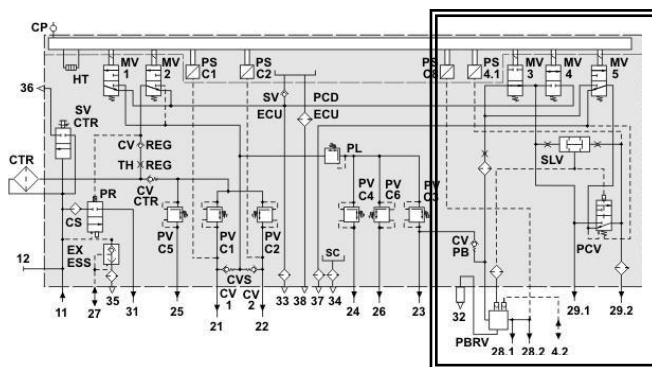 CP
MV 1
MV 2
PS C1
PS C2
PS C3
PS 4.1
MV 3
MV 4
MV 5
HT
36
SV CTR
SV
PCD
ECU
ECU
CV REG
TH REG
PL
SLV
CTR
PR
CV CTR
PV C5
PV C1
PV C2
PV C4
PV C6
PV C3
CS
CV PB
PCV
EX ESS
SC
12
CVS
CV 1
CV 2
11
27
35
31
25
21
22
33
38
37
34
24
26
23
32
PBRV
28.1
28.2
4.2
29.1
29.2